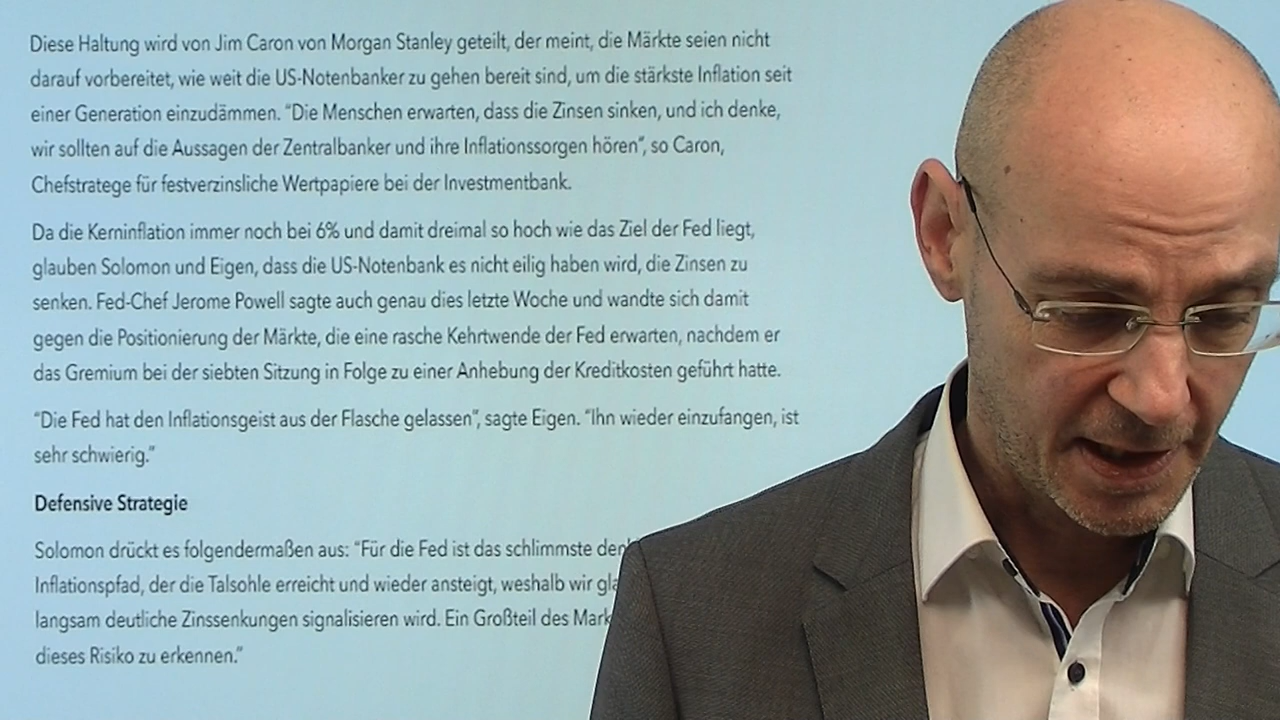 Diese Haltung wird von Jim Caron von Morgan Stanley geteilt, der meint, die Märkte seien nicht
darauf vorbereitet, wie weit die US-Notenbanker zu gehen bereit sind, um die stärkste Inflation seit
einer Generation einzudämmen. “Die Menschen erwarten, dass die Zinsen sinken, und ich denke,
wir sollten auf die Aussagen der Zentralbanker und ihre Inflationssorgen hören”, so Caron,
Chefstratege für festverzinsliche Wertpapiere bei der Investmentbank.
Da die Kerninflation immer noch bei 6% und damit dreimal so hoch wie das Ziel der Fed liegt,
glauben Solomon und Eigen, dass die US-Notenbank es nicht eilig haben wird, die Zinsen zu
senken. Fed-Chef Jerome Powell sagte auch genau dies letzte Woche und wandte sich damit
gegen die Positionierung der Märkte, die eine rasche Kehrtwende der Fed erwarten, nachdem er
das Gremium bei der siebten Sitzung in Folge zu einer Anhebung der Kreditkosten geführt hatte.
“Die Fed hat den Inflationsgeist aus der Flasche gelassen”, sagte Eigen. “Ihn wieder einzufangen, ist
sehr schwierig.”
Defensive Strategie
Solomon drückt es folgendermaßen aus: “Für die Fed ist das schlimmste
Inflationspfad, der die Talsohle erreicht und wieder ansteigt, weshalb wir
langsam deutliche Zinssenkungen signalisieren wird. Ein Großteil des
dieses Risiko zu erkennen.”